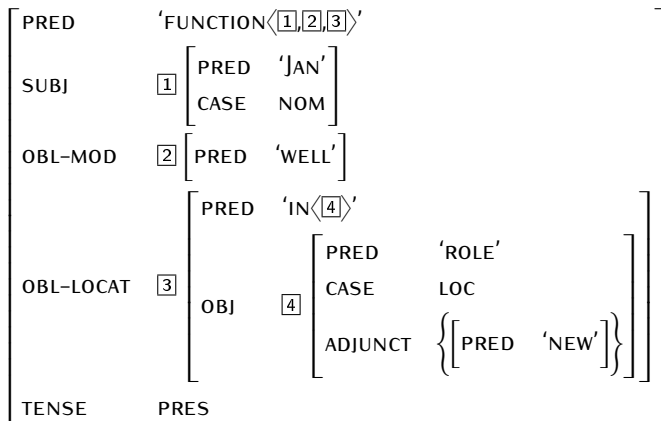 PRED ‘FUNCTION⟨1,2,3⟩’
SUBJ 1 PRED ‘JAN’
CASE NOM
OBL-MOD 2 PRED ‘WELL’
OBL-LOCAT 3 PRED ‘IN⟨4⟩’
OBJ 4 PRED ‘ROLE’
CASE LOC
ADJUNCT {[PRED ‘NEW’]}
TENSE PRES